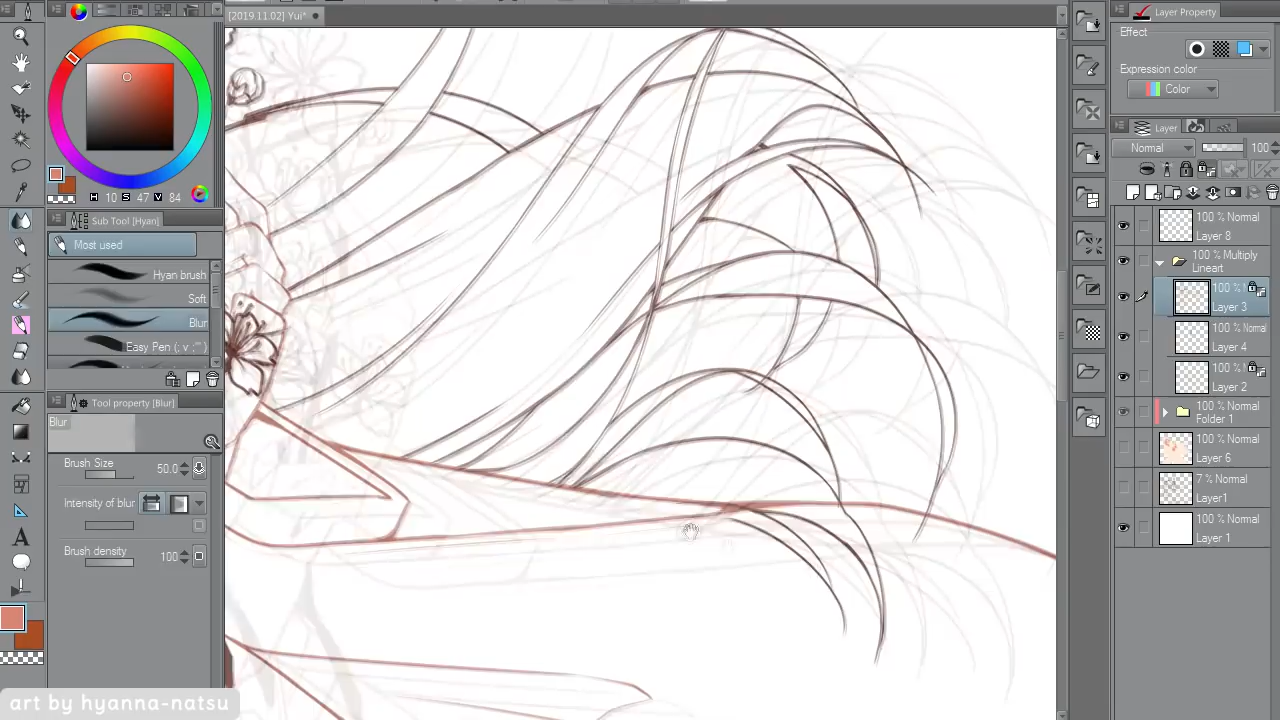 [2019.11.02] Yui*
Layer Property
Effect
Expression color
Color
Layer
Normal
100
H 10 S 47 V 84
Sub Tool [Hyan]
Most used
Hyan brush
Soft
Blur
Easy Pen (; v ;"')
Tool property [Blur]
Blur
Brush Size
50.0
Intensity of blur
Brush density
100
100 % Normal
Layer 8
100 % Multiply
Lineart
100 %
Layer 3
100 % Normal
Layer 4
100 %
Layer 2
100 % Normal
Folder 1
100 % Normal
Layer 6
7 % Normal
Layer1
100 % Normal
Layer 1
A
art by hyanna-natsu